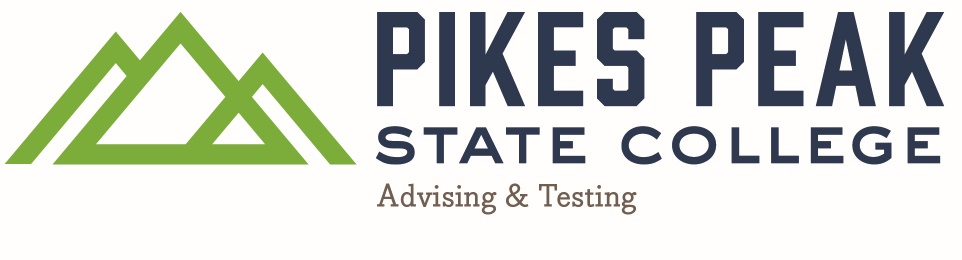 PIKES PEAK
STATE COLLEGE
Advising & Testing